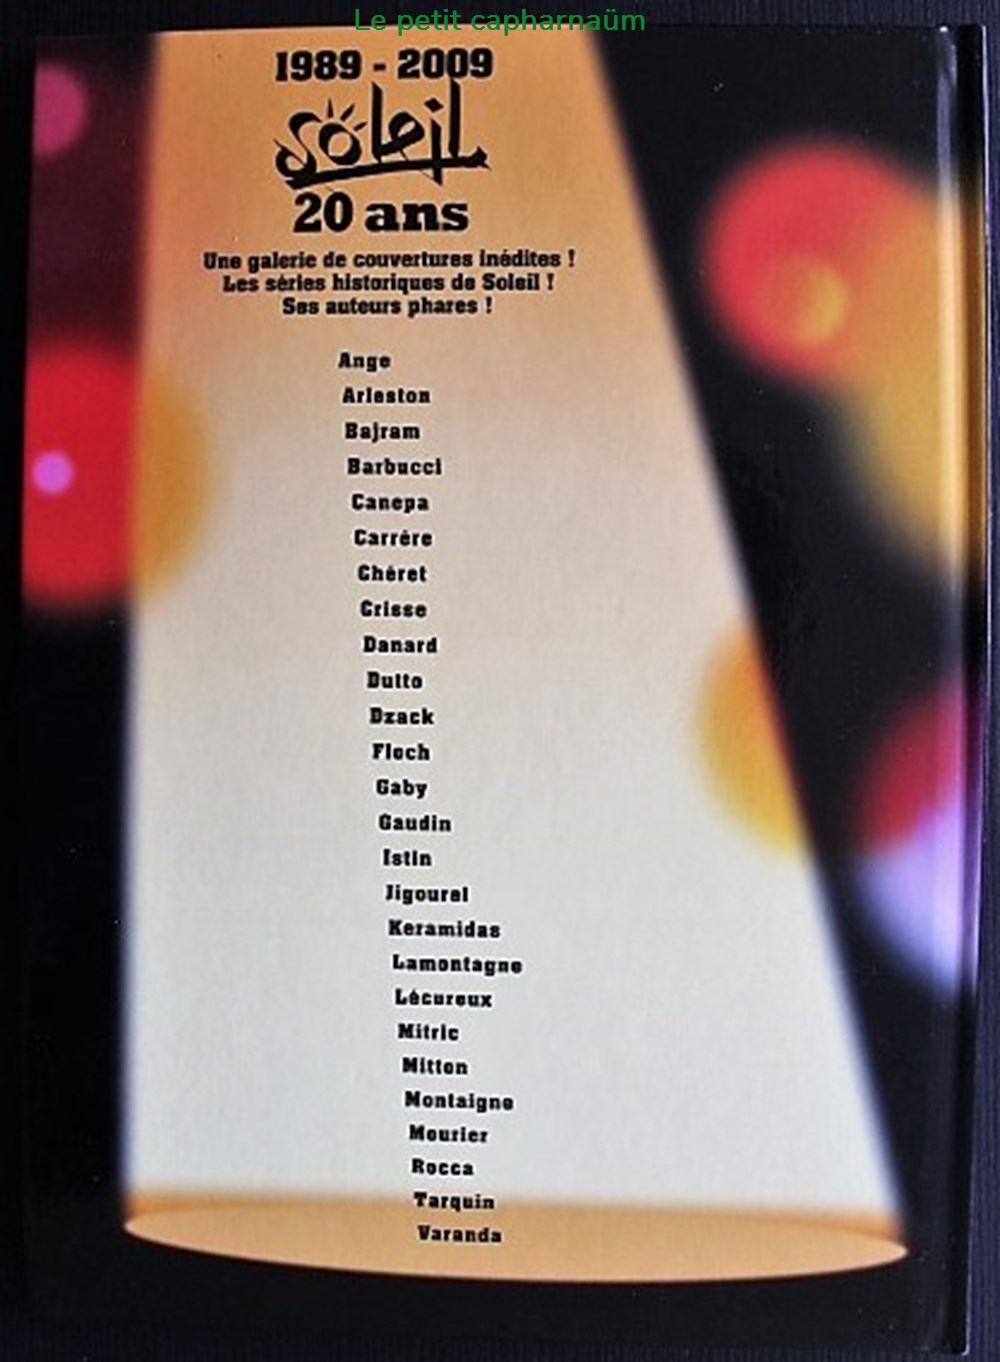 Le petit capharnaüm
1989 - 2009
soleil
20 ans
Une galerie de couvertures inédites !
Les séries historiques de Soleil !
Ses auteurs phares !
Ange
Arleston
Bajram
Barbucci
Canepa
Carrère
Chéret
Crisse
Danard
Dutto
Dzack
Floch
Gaby
Gaudin
Istin
Jigourel
Keramidas
Lamontagne
Lécureux
Mitric
Mitton
Montaigne
Mourier
Rocca
Tarquin
Varanda